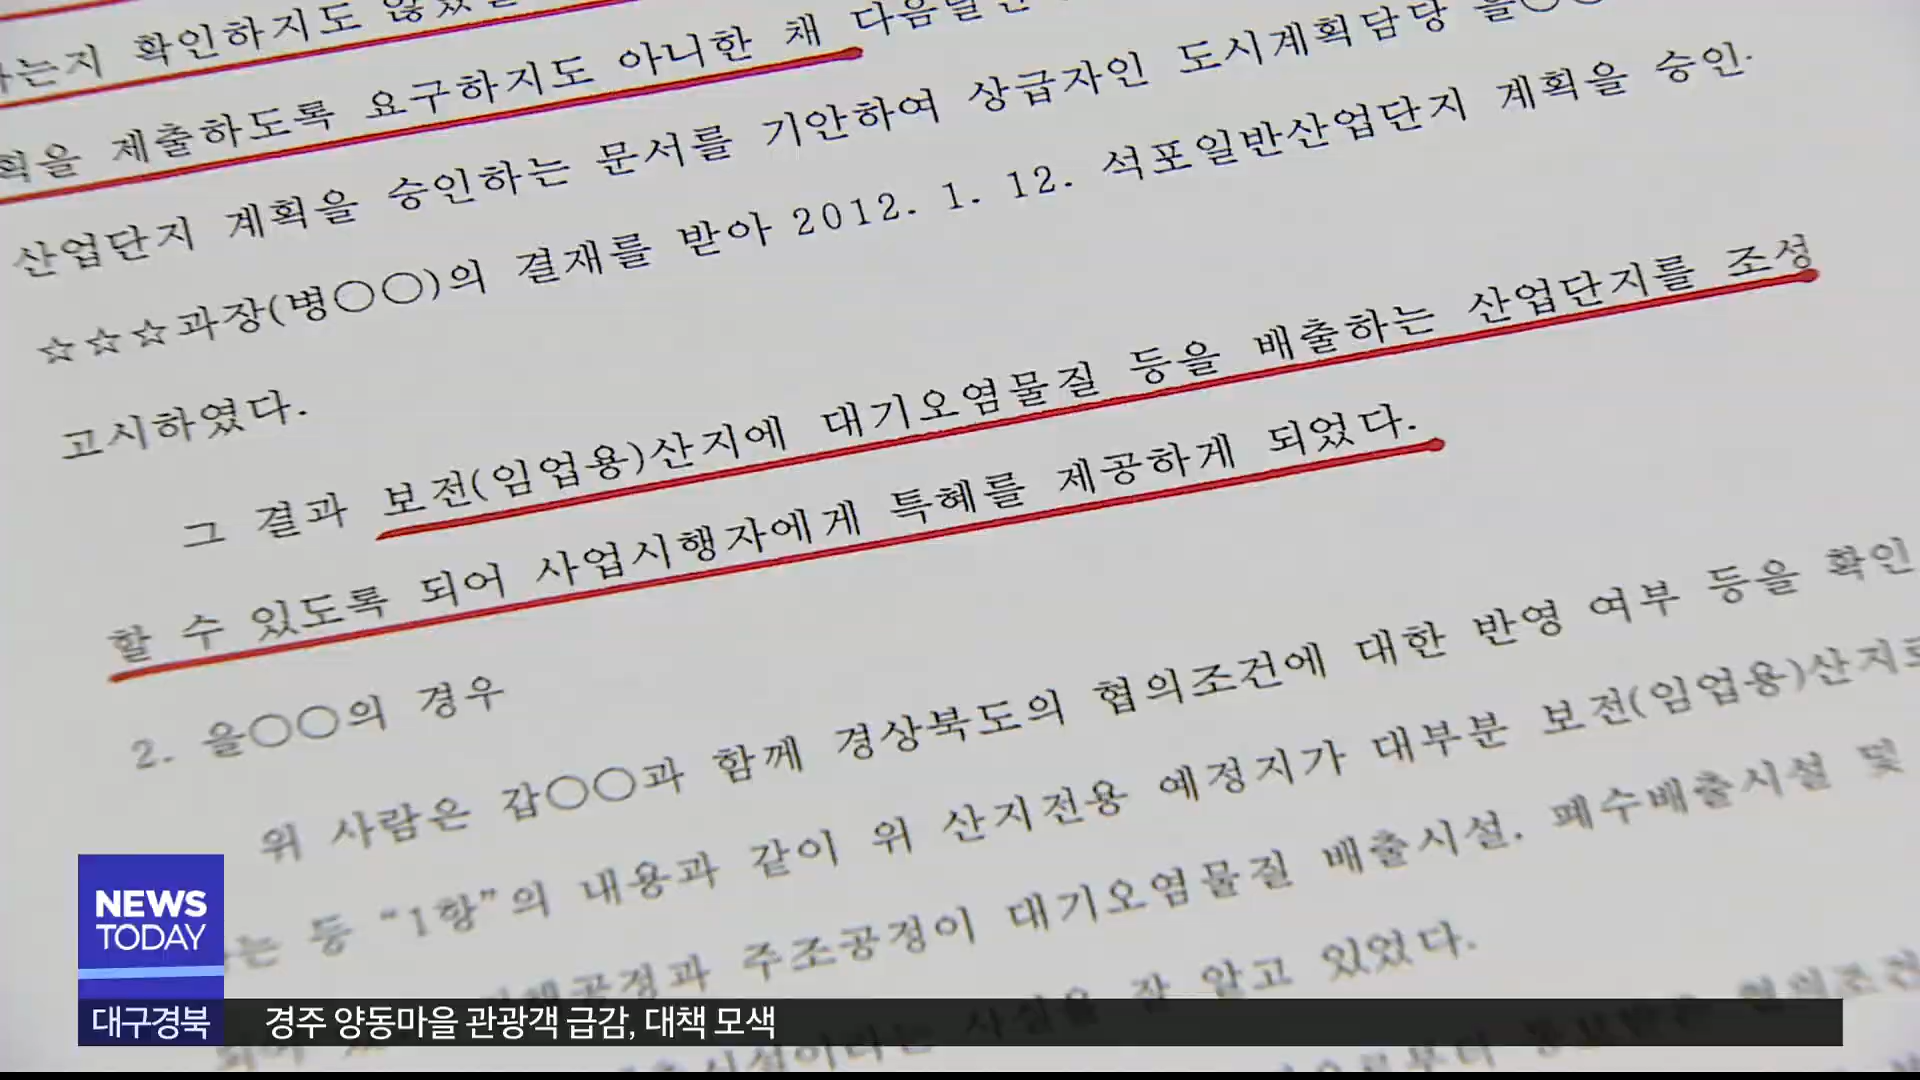 는지 확인하지도 않았
을 제출하도록 요구하지도 아니한 채
산업단지 계획을 승인하는 문서를 기안하여 상급자인 도시계획담당 을○○
☆☆☆과장(병○○)의 결재를 받아 2012. 1. 12. 석포일반산업단지 계획을 승인·
고시하였다.
그 결과 보전(임업용)산지에 대기오염물질 등을 배출하는 산업단지를 조성
할 수 있도록 되어 사업시행자에게 특혜를 제공하게 되었다.
2. 을○○의 경우
위 사람은 갑○○과 함께 경상북도의 협의조건에 대한 반영 여부 등을 확인
는 등 “1항”의 내용과 같이 위 산지전용 예정지가 대부분 보전(임업용)산지로
주조공정이 대기오염물질 배출시설, 폐수배출시설 및
사실을 잘 알고 있었다.
협의조건
NEWS
TODAY
대구경북 경주 양동마을 관광객 급감, 대책 모색